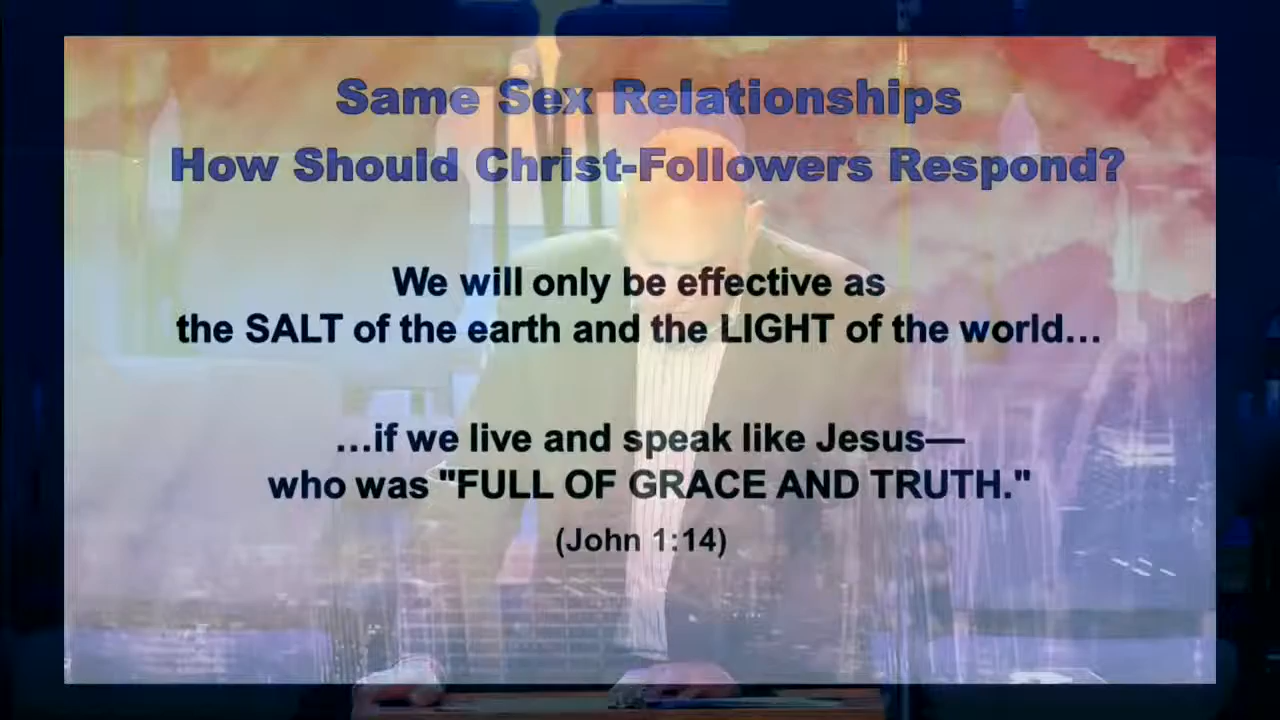 Same Sex Relationships
How Should Christ-Followers Respond?
We will only be effective as
the SALT of the earth and the LIGHT of the world…
…if we live and speak like Jesus—
who was "FULL OF GRACE AND TRUTH."
(John 1:14)